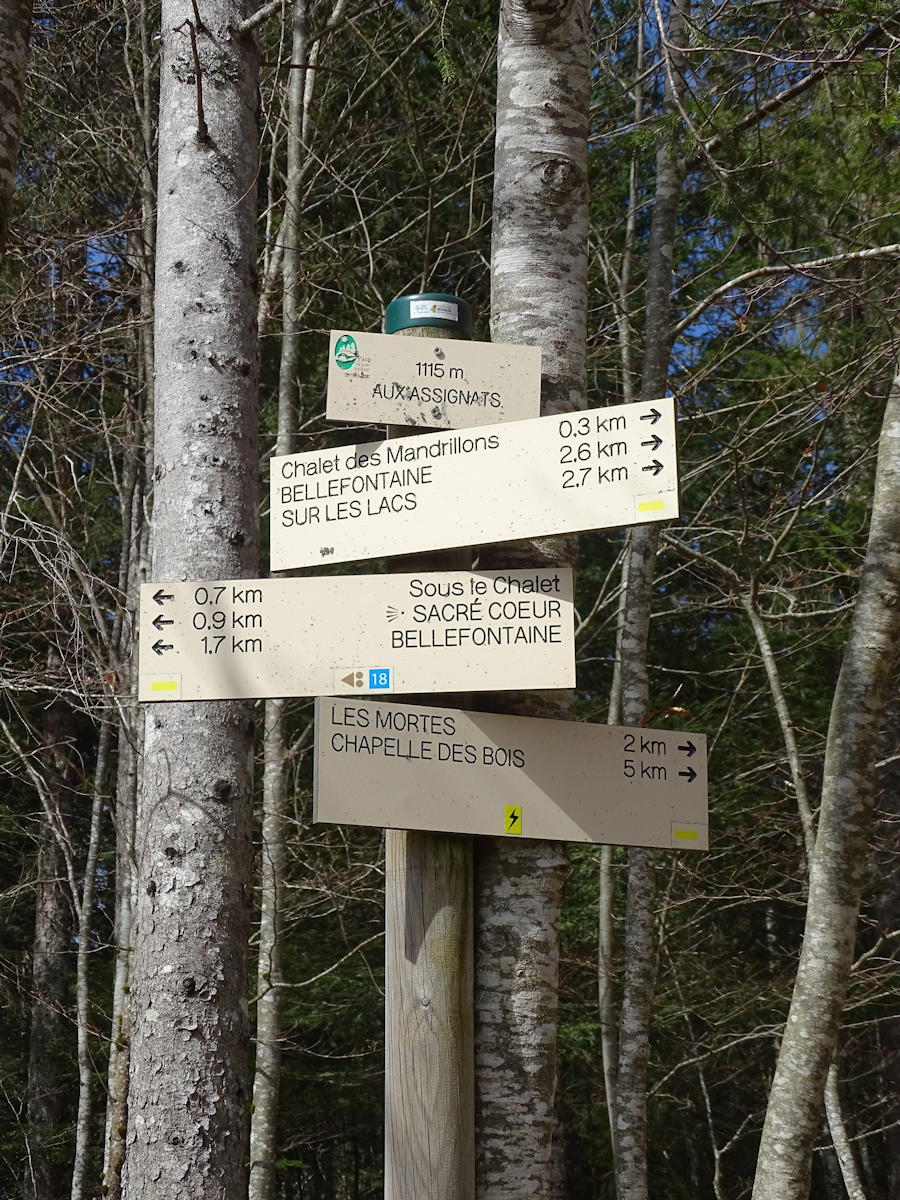 1115 m
AUX ASSIGNATS
Chalet des Mandrillons 0.3 km →
BELLEFONTAINE 2.6 km →
SUR LES LACS 2.7 km →
← 0.7 km Sous le Chalet
← 0.9 km SACRÉ COEUR
← 1.7 km BELLEFONTAINE
18
LES MORTES 2 km →
CHAPELLE DES BOIS 5 km →